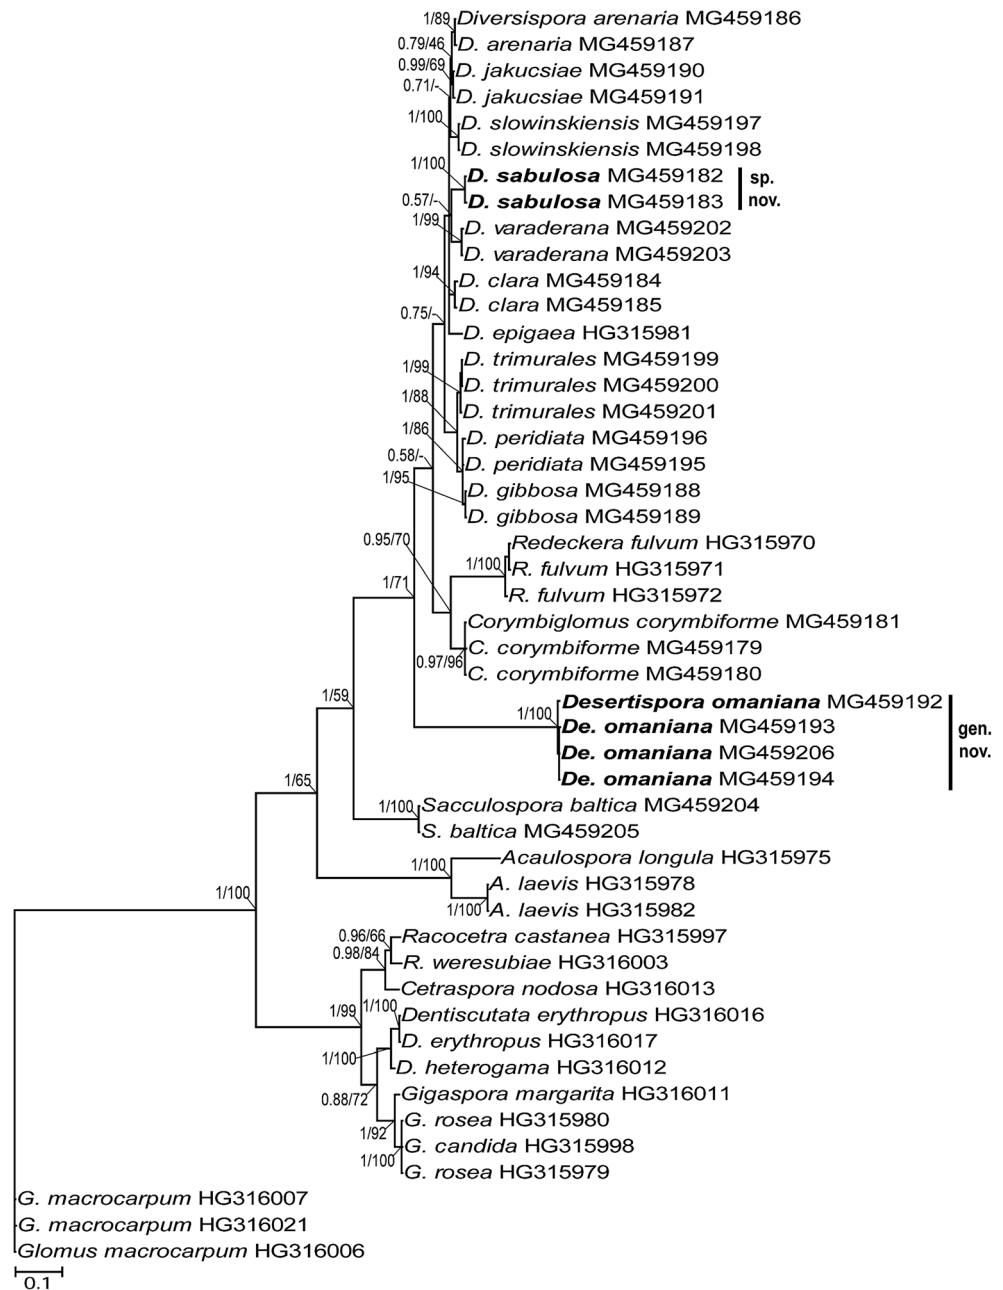 1/89
Diversispora arenaria MG459186
0.79/46
D. arenaria MG459187
0.99/69
D. jakucsiae MG459190
0.71/-
D. jakucsiae MG459191
1/100
D. slowinskiensis MG459197
D. slowinskiensis MG459198
1/100
D. sabulosa MG459182
sp.
0.57/-
D. sabulosa MG459183
nov.
1/99
D. varaderana MG459202
D. varaderana MG459203
1/94
D. clara MG459184
D. clara MG459185
0.75/-
D. epigaea HG315981
D. trimurales MG459199
1/99
D. trimurales MG459200
1/88
D. trimurales MG459201
1/86
D. peridiata MG459196
0.58/-
D. peridiata MG459195
1/95
D. gibbosa MG459188
D. gibbosa MG459189
0.95/70
Redeckera fulvum HG315970
1/100
R. fulvum HG315971
1/71
R. fulvum HG315972
Corymbiglomus corymbiforme MG459181
C. corymbiforme MG459179
0.97/96
C. corymbiforme MG459180
1/59
Desertispora omaniana MG459192
1/100
De. omaniana MG459193
gen.
De. omaniana MG459206
nov.
1/65
De. omaniana MG459194
1/100
Sacculospora baltica MG459204
S. baltica MG459205
1/100
Acaulospora longula HG315975
A. laevis HG315978
1/100
1/100
A. laevis HG315982
0.96/66
Racocetra castanea HG315997
0.98/84
R. weresubiae HG316003
Cetraspora nodosa HG316013
1/99
1/100
Dentiscutata erythropus HG316016
D. erythropus HG316017
1/100
D. heterogama HG316012
0.88/72
Gigaspora margarita HG316011
G. rosea HG315980
1/92
G. candida HG315998
1/100
G. rosea HG315979
G. macrocarpum HG316007
G. macrocarpum HG316021
Glomus macrocarpum HG316006
0.1